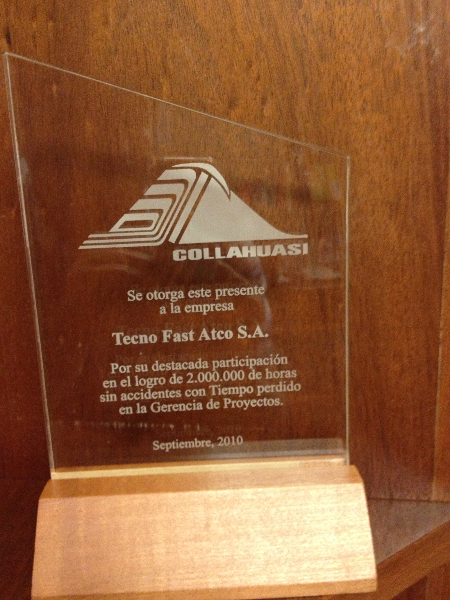 COLLAHUASI
Se otorga este presente
a la empresa
Tecno Fast Atco S.A.
Por su destacada participación
en el logro de 2.000.000 de horas
sin accidentes con Tiempo perdido
en la Gerencia de Proyectos.
Septiembre, 2010